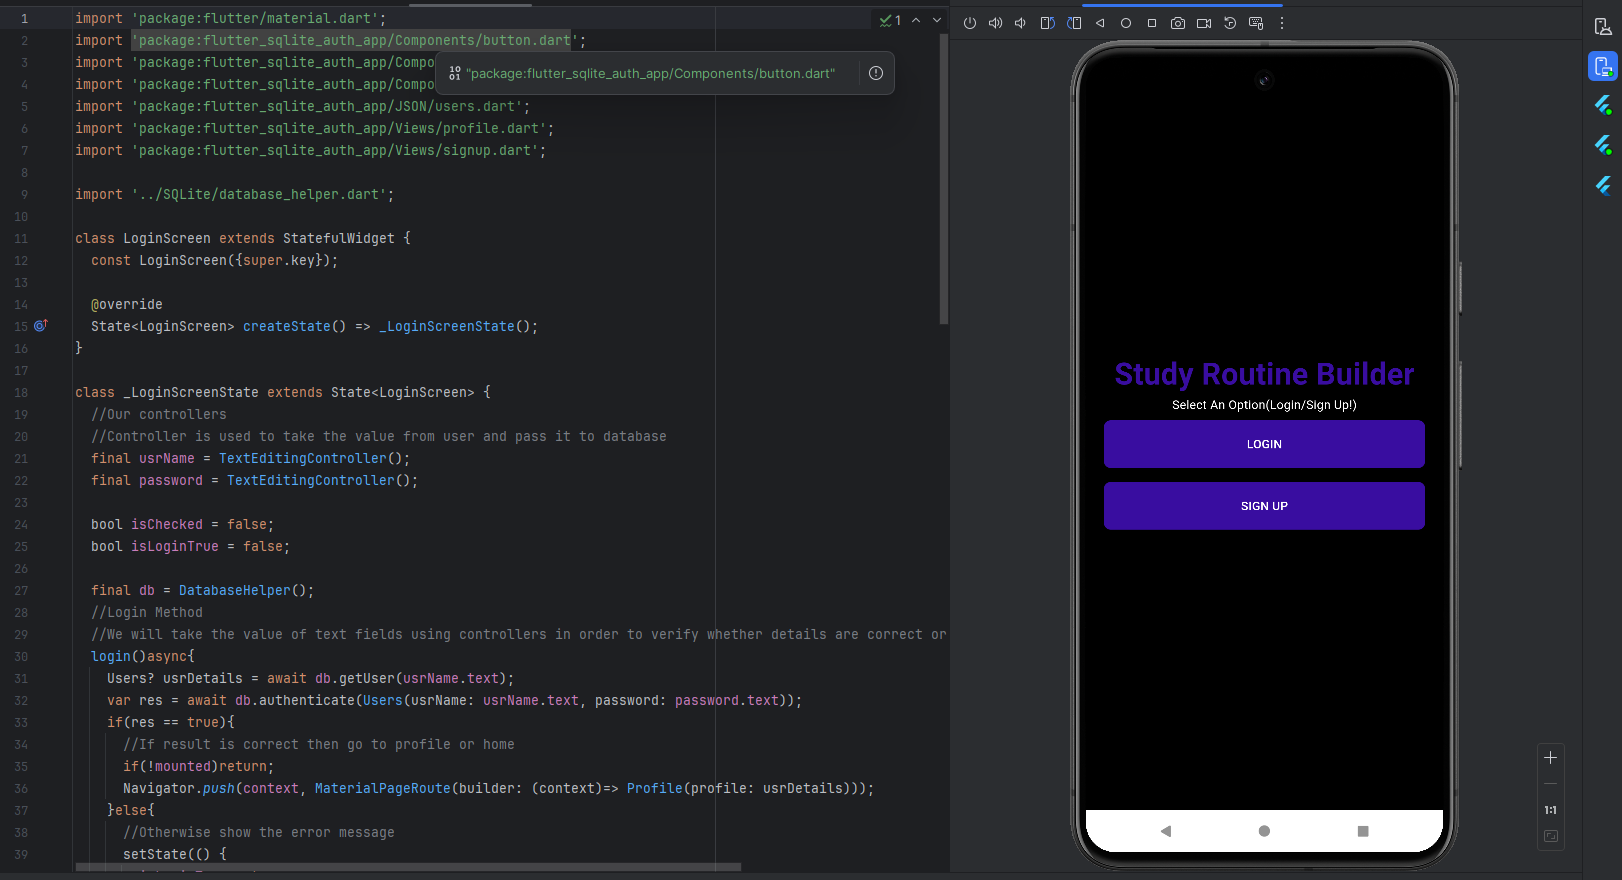 1 import 'package:flutter/material.dart';
2 import 'package:flutter_sqlite_auth_app/Components/button.dart';
3 import 'package:flutter_sqlite_auth_app/Compo
4 import 'package:flutter_sqlite_auth_app/Compo
5 import 'package:flutter_sqlite_auth_app/JSON/users.dart';
6 import 'package:flutter_sqlite_auth_app/Views/profile.dart';
7 import 'package:flutter_sqlite_auth_app/Views/signup.dart';
8
9 import '../SQLite/database_helper.dart';
10
11 class LoginScreen extends StatefulWidget {
12 const LoginScreen({super.key});
13
14 @override
15 State<LoginScreen> createState() => _LoginScreenState();
16 }
17
18 class _LoginScreenState extends State<LoginScreen> {
19 //Our controllers
20 //Controller is used to take the value from user and pass it to database
21 final usrName = TextEditingController();
22 final password = TextEditingController();
23
24 bool isChecked = false;
25 bool isLoginTrue = false;
26
27 final db = DatabaseHelper();
28 //Login Method
29 //We will take the value of text fields using controllers in order to verify whether details are correct or
30 login()async{
31 Users? usrDetails = await db.getUser(usrName.text);
32 var res = await db.authenticate(Users(usrName: usrName.text, password: password.text));
33 if(res == true){
34 //If result is correct then go to profile or home
35 if(!mounted)return;
36 Navigator.push(context, MaterialPageRoute(builder: (context)=> Profile(profile: usrDetails)));
37 }else{
38 //Otherwise show the error message
39 setState(() {
1
10
01 "package:flutter_sqlite_auth_app/Components/button.dart"
Study Routine Builder
Select An Option(Login/Sign Up!)
LOGIN
SIGN UP
1:1